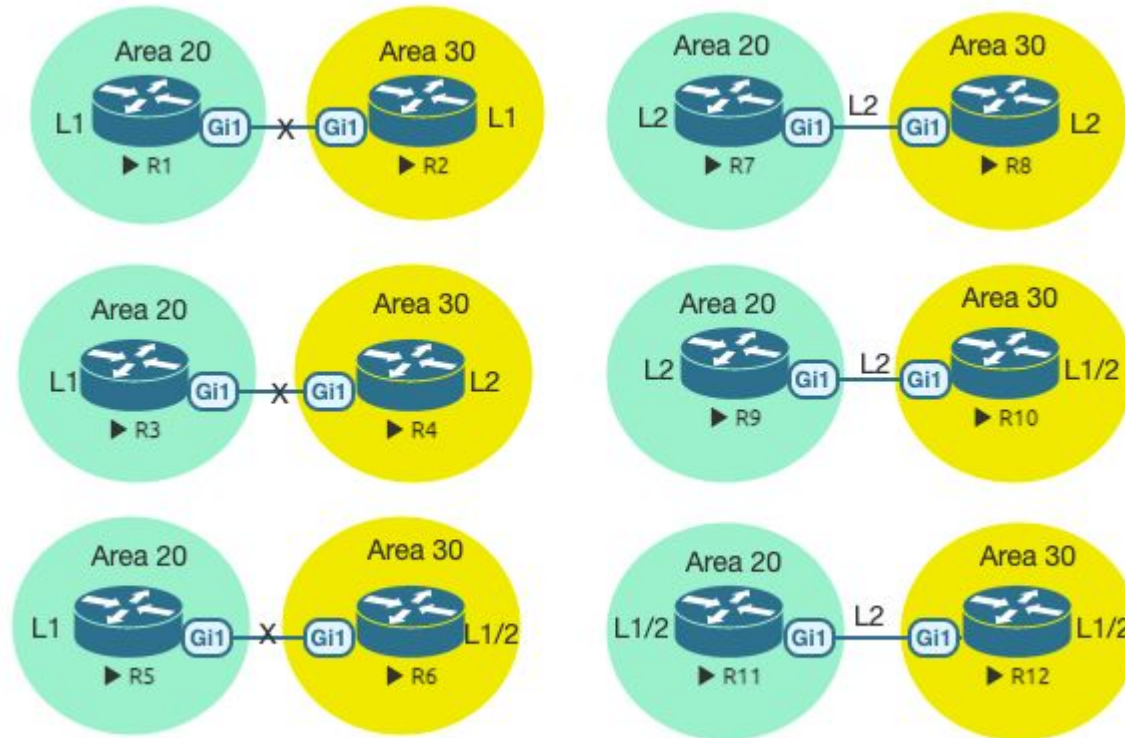 Area 20
Area 30
L1
Gi1
X
Gi1
L1
R1
R2
Area 20
Area 30
L2
Gi1
L2
Gi1
L2
R7
R8
Area 20
Area 30
L1
Gi1
X
Gi1
L2
R3
R4
Area 20
Area 30
L2
Gi1
L2
Gi1
L1/2
R9
R10
Area 20
Area 30
L1
Gi1
X
Gi1
L1/2
R5
R6
Area 20
Area 30
L1/2
Gi1
L2
Gi1
L1/2
R11
R12